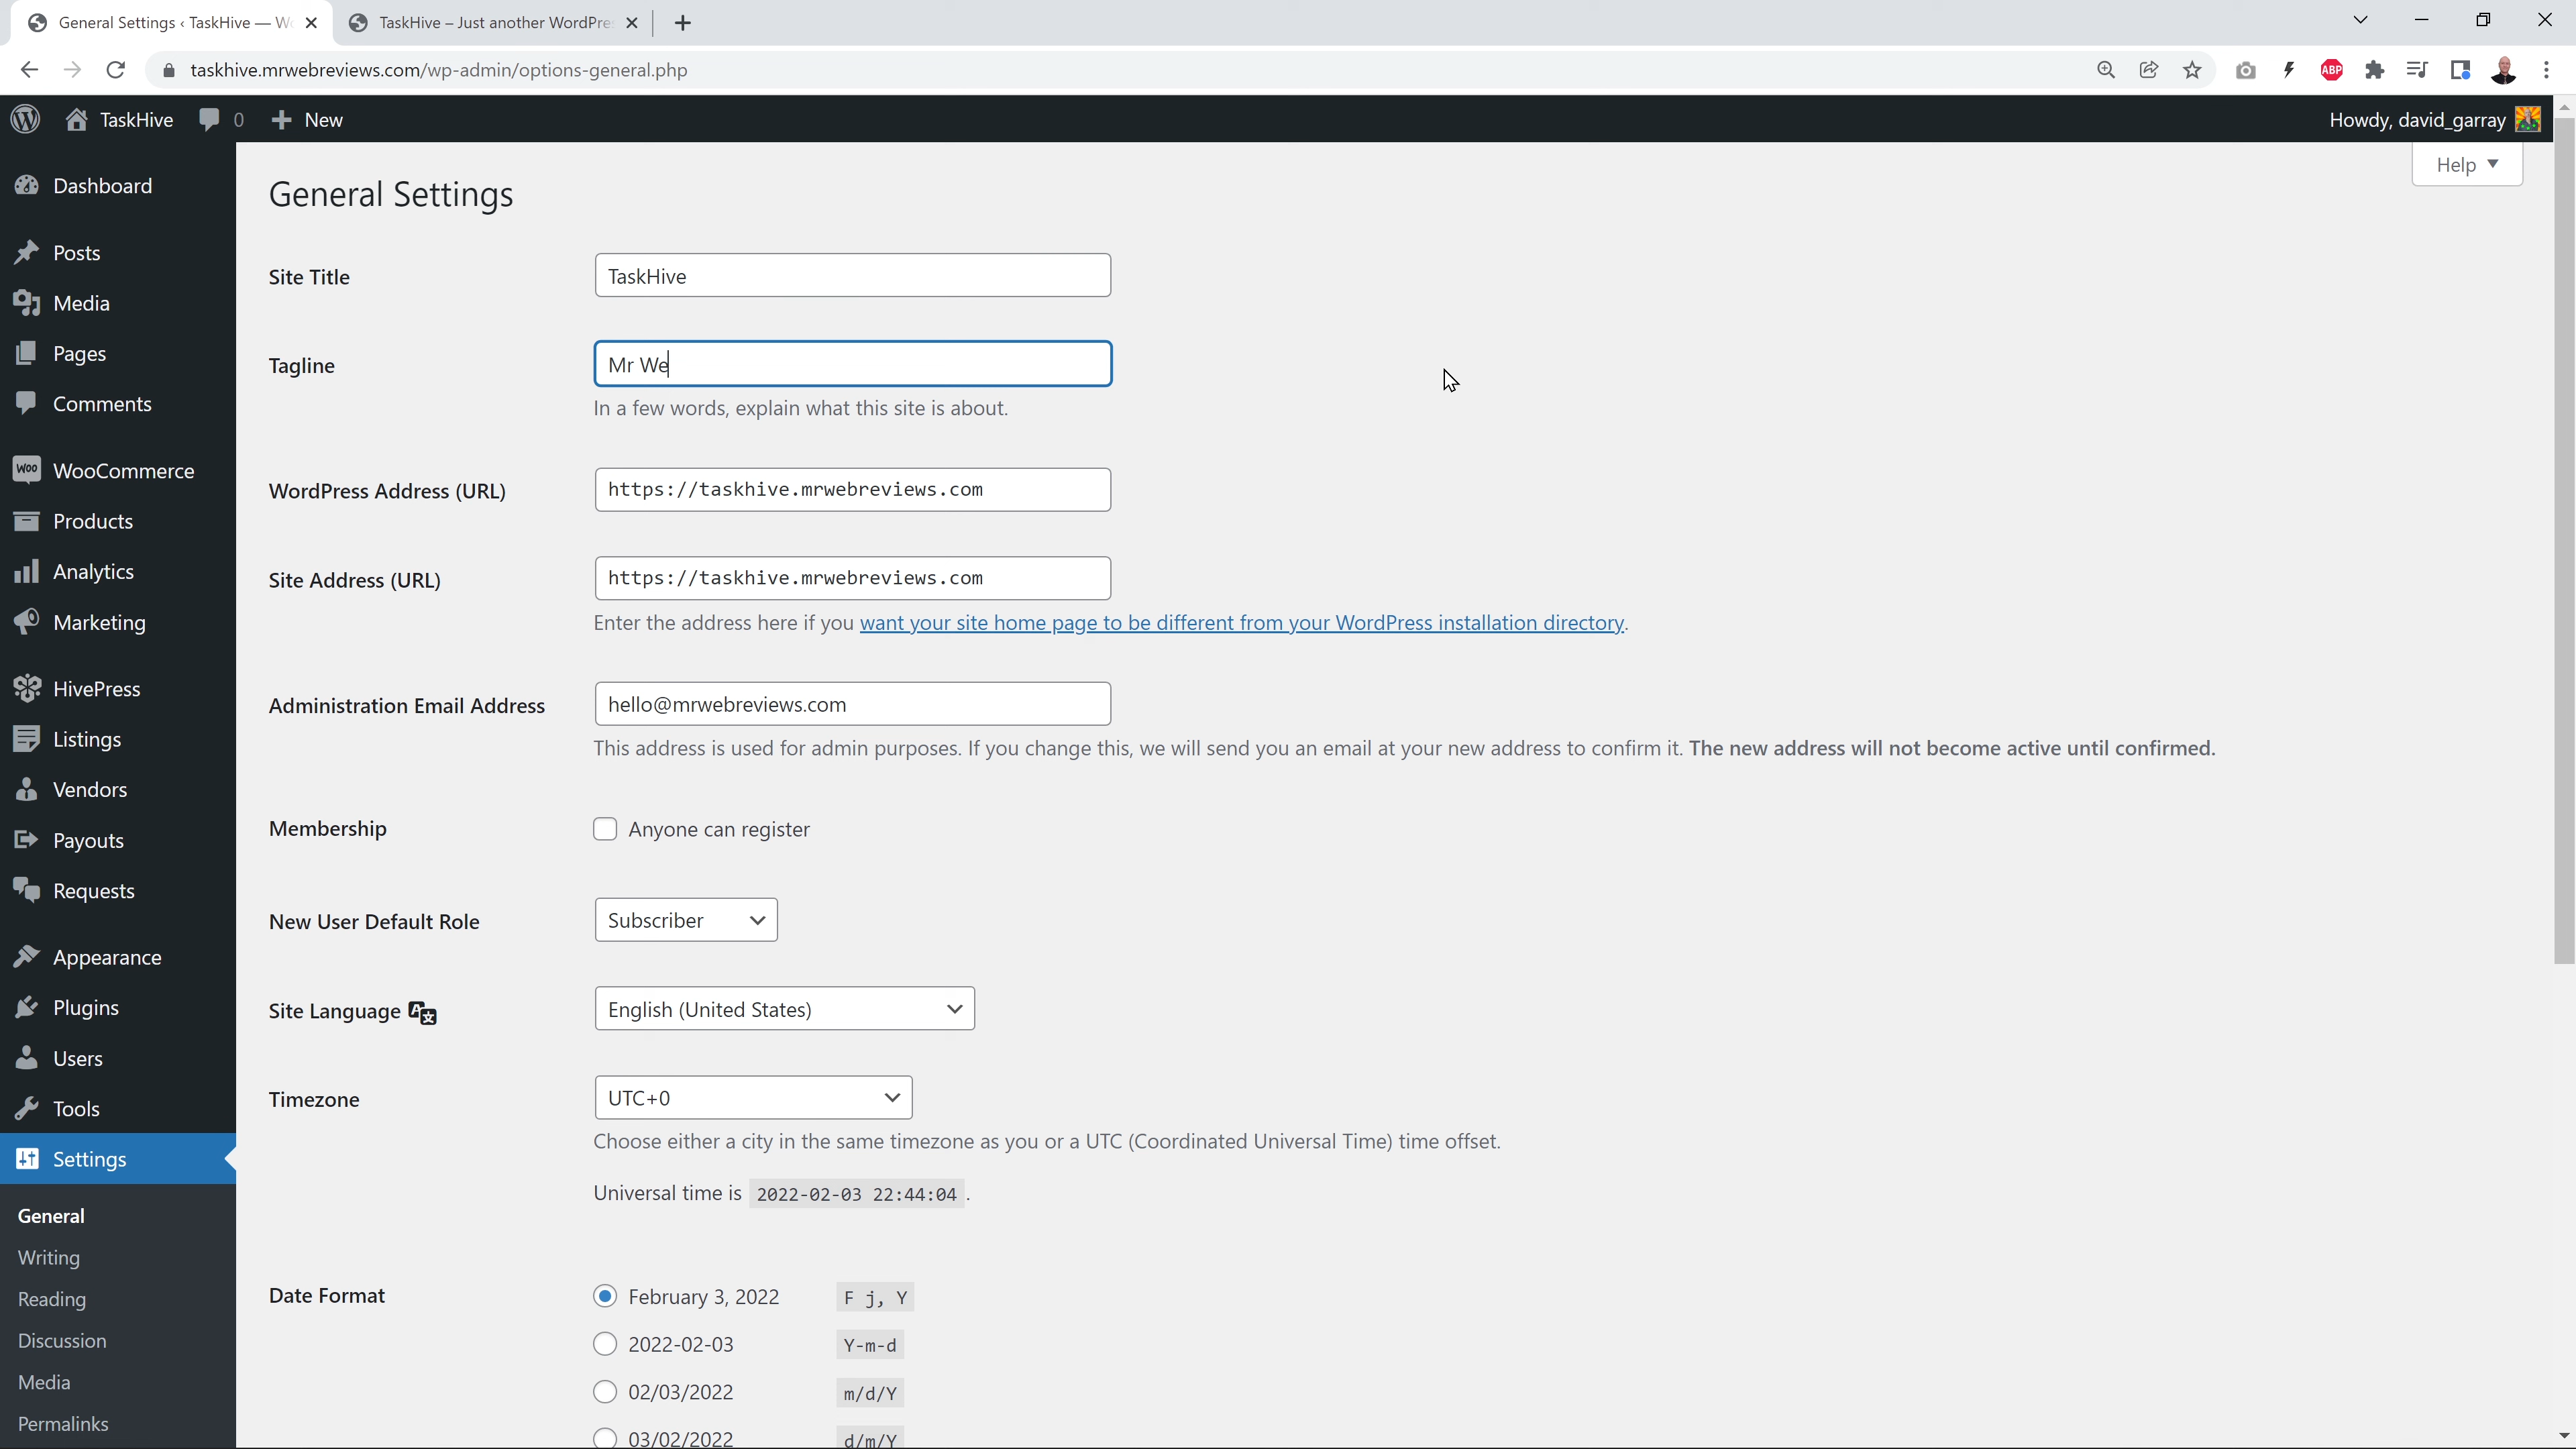 General Settings ‹ TaskHive — W
TaskHive – Just another WordPre
taskhive.mrwebreviews.com/wp-admin/options-general.php
ABP
TaskHive
0
New
Howdy, david_garray
Help
Dashboard
Posts
Media
Pages
Comments
Woo
WooCommerce
Products
Analytics
Marketing
HivePress
Listings
Vendors
Payouts
Requests
Appearance
Plugins
Users
Tools
Settings
General
Writing
Reading
Discussion
Media
Permalinks
General Settings
Site Title
TaskHive
Tagline
Mr We
In a few words, explain what this site is about.
WordPress Address (URL)
https://taskhive.mrwebreviews.com
Site Address (URL)
https://taskhive.mrwebreviews.com
Enter the address here if you want your site home page to be different from your WordPress installation directory.
Administration Email Address
hello@mrwebreviews.com
This address is used for admin purposes. If you change this, we will send you an email at your new address to confirm it. The new address will not become active until confirmed.
Membership
Anyone can register
New User Default Role
Subscriber
Site Language
English (United States)
Timezone
UTC+0
Choose either a city in the same timezone as you or a UTC (Coordinated Universal Time) time offset.
Universal time is 2022-02-03 22:44:04 .
Date Format
February 3, 2022 F j, Y
2022-02-03 Y-m-d
02/03/2022 m/d/Y
03/02/2022 d/m/Y